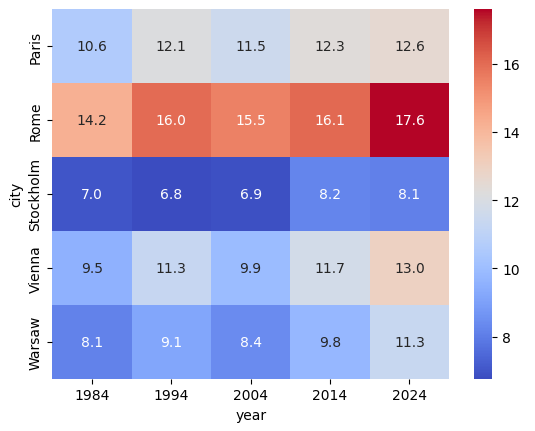 Paris 10.6 12.1 11.5 12.3 12.6
Rome 14.2 16.0 15.5 16.1 17.6
Stockholm 7.0 6.8 6.9 8.2 8.1
Vienna 9.5 11.3 9.9 11.7 13.0
Warsaw 8.1 9.1 8.4 9.8 11.3
1984 1994 2004 2014 2024
year
city
16
14
12
10
8